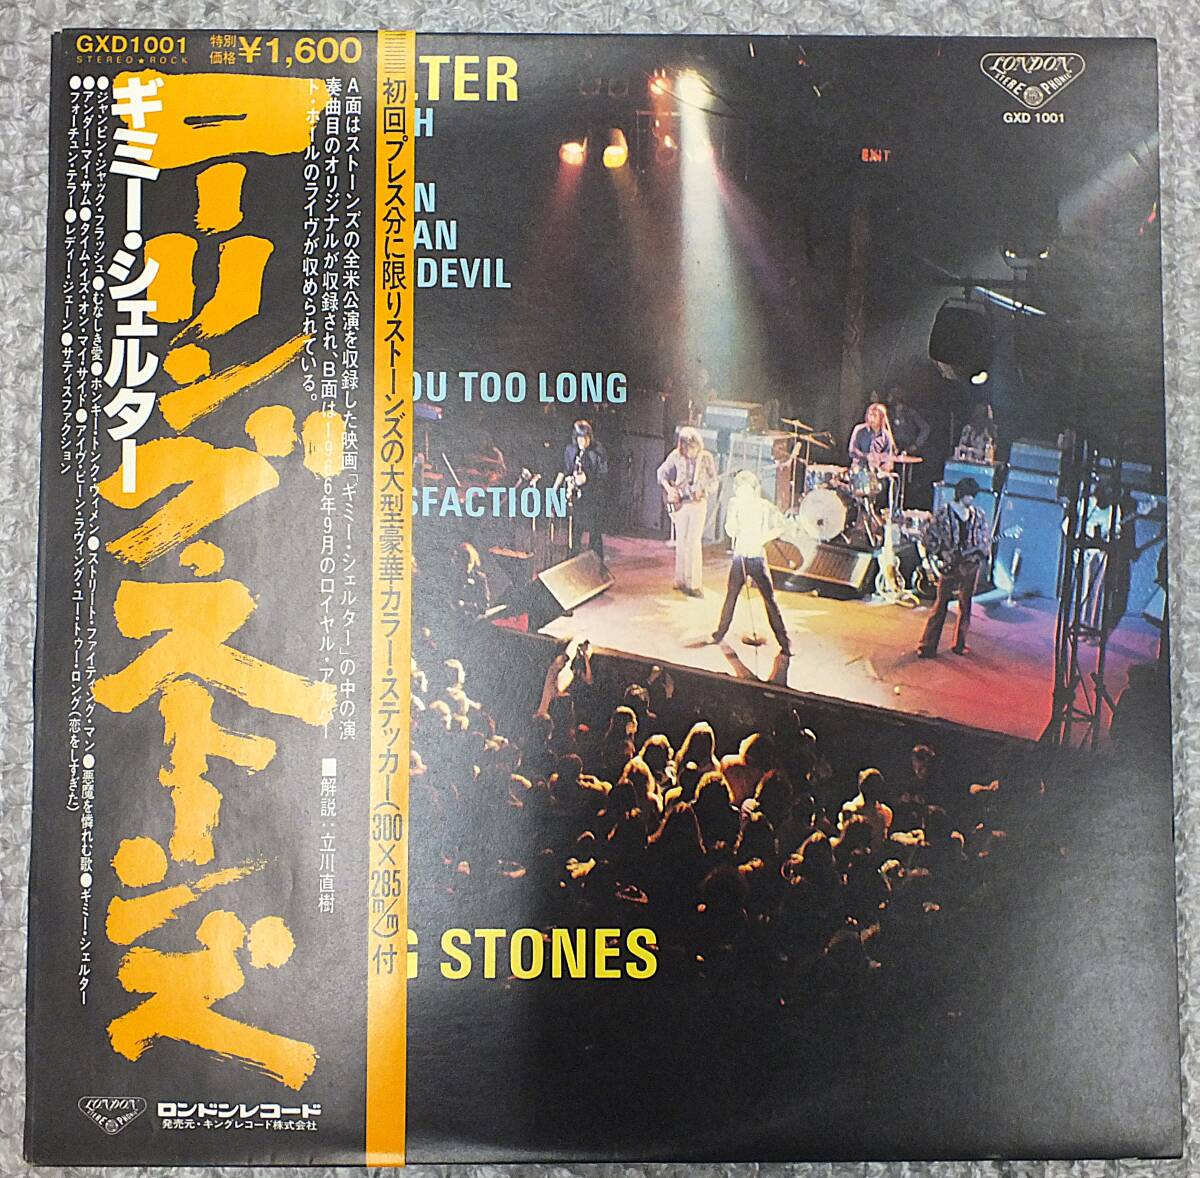 GXD1001
STEREO★ROCK
特別
価格
¥1,600
ローリング・ストーンズ
ギミー・シェルター
●ジャンピン・ジャック・フラッシュ●むなしき愛●ホンキー・トンク・ウィメン●ストリート・ファイティング・マン●悪魔を憐れむ歌●ギミー・シェルター
●アンダー・マイ・サム●タイム・イズ・オン・マイ・サイド●アイヴ・ビーン・ラヴィング・ユー・トゥー・ロング(恋をしすぎた)
●フォーチュン・テラー●レディー・ジェーン●サティスファクション
A面はストーンズの全米公演を収録した映画「ギミー・シェルター」の中の演
奏曲目のオリジナルが収録され、B面は1966年9月のロイヤル・アルバー
ト・ホールのライヴが収められている。
■解説：立川直樹
初回プレス分に限りストーンズの大型豪華カラー・ステッカー(300×285m/m)付
LONDON
STEREO PHONIC
ロンドンレコード
発売元・キングレコード株式会社
LTER
H
N
AN
DEVIL
OU TOO LONG
SFACTION
G STONES
LONDON
STEREO PHONIC
GXD 1001
EXIT